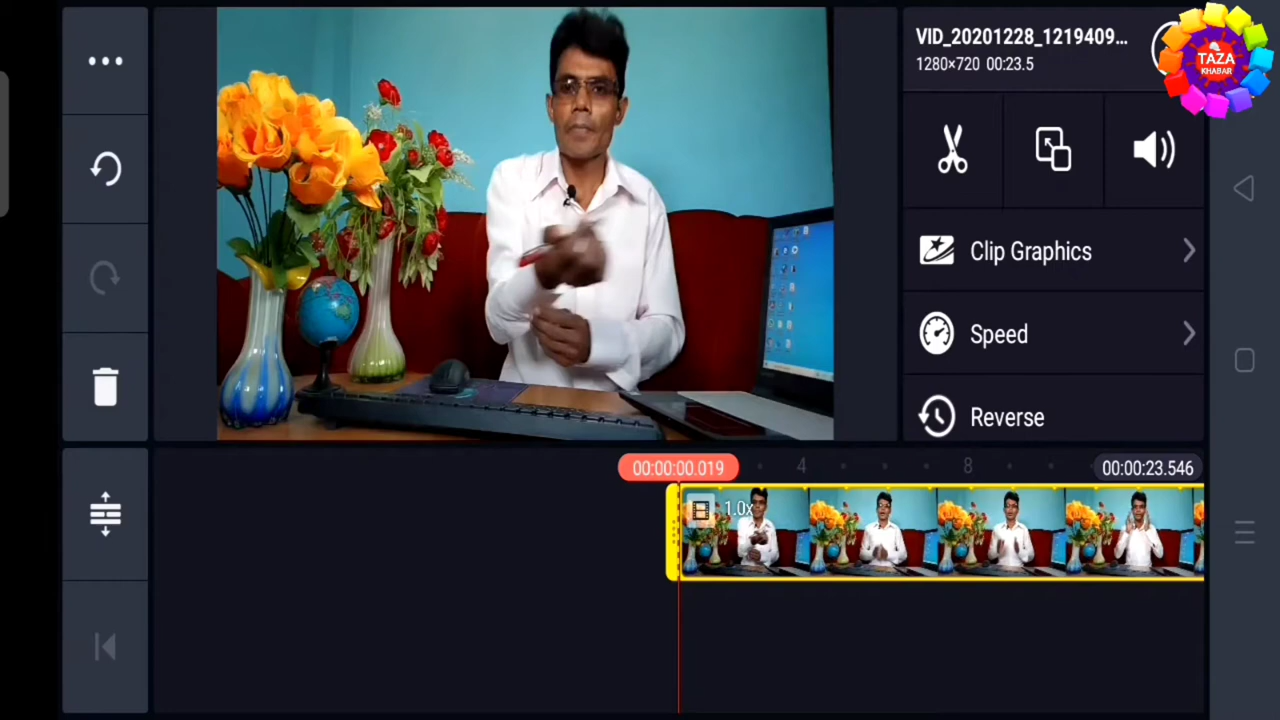 VID_20201228_1219409...
1280×720 00:23.5
TAZA
KHABAR
Clip Graphics
Speed
Reverse
00:00:00.019
4
8
00:00:23.546
1.0x